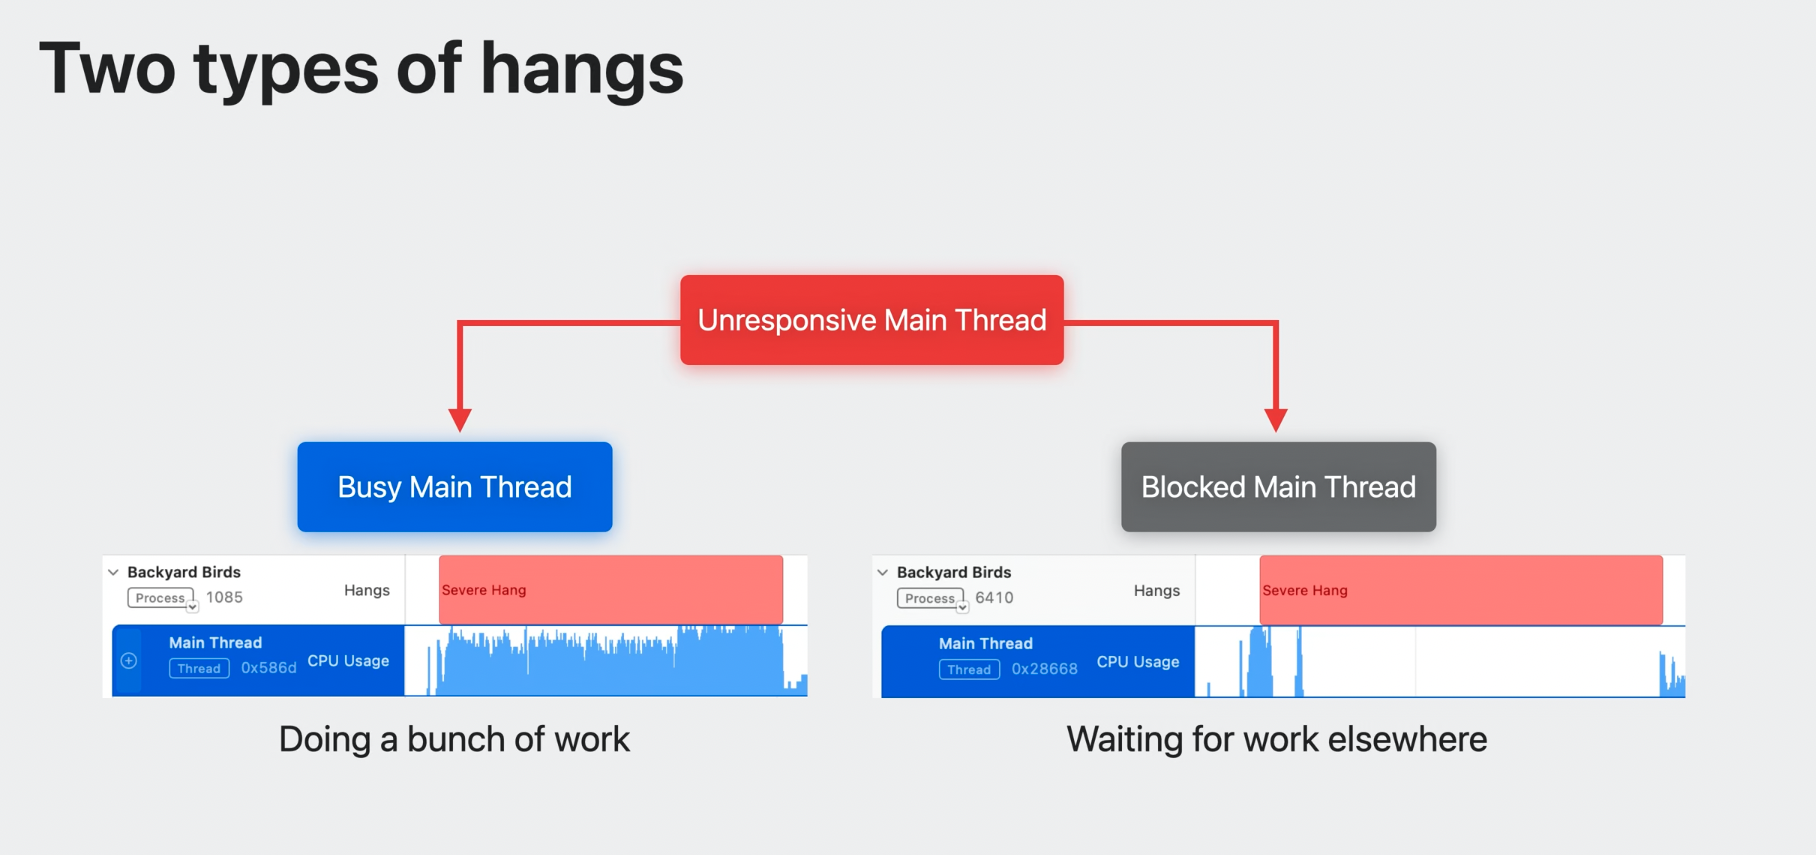 Two types of hangs
Unresponsive Main Thread
Busy Main Thread
Blocked Main Thread
Backyard Birds
Process 1085
Hangs
Severe Hang
Main Thread
Thread 0x586d
CPU Usage
Backyard Birds
Process 6410
Hangs
Severe Hang
Main Thread
Thread 0x28668
CPU Usage
Doing a bunch of work
Waiting for work elsewhere